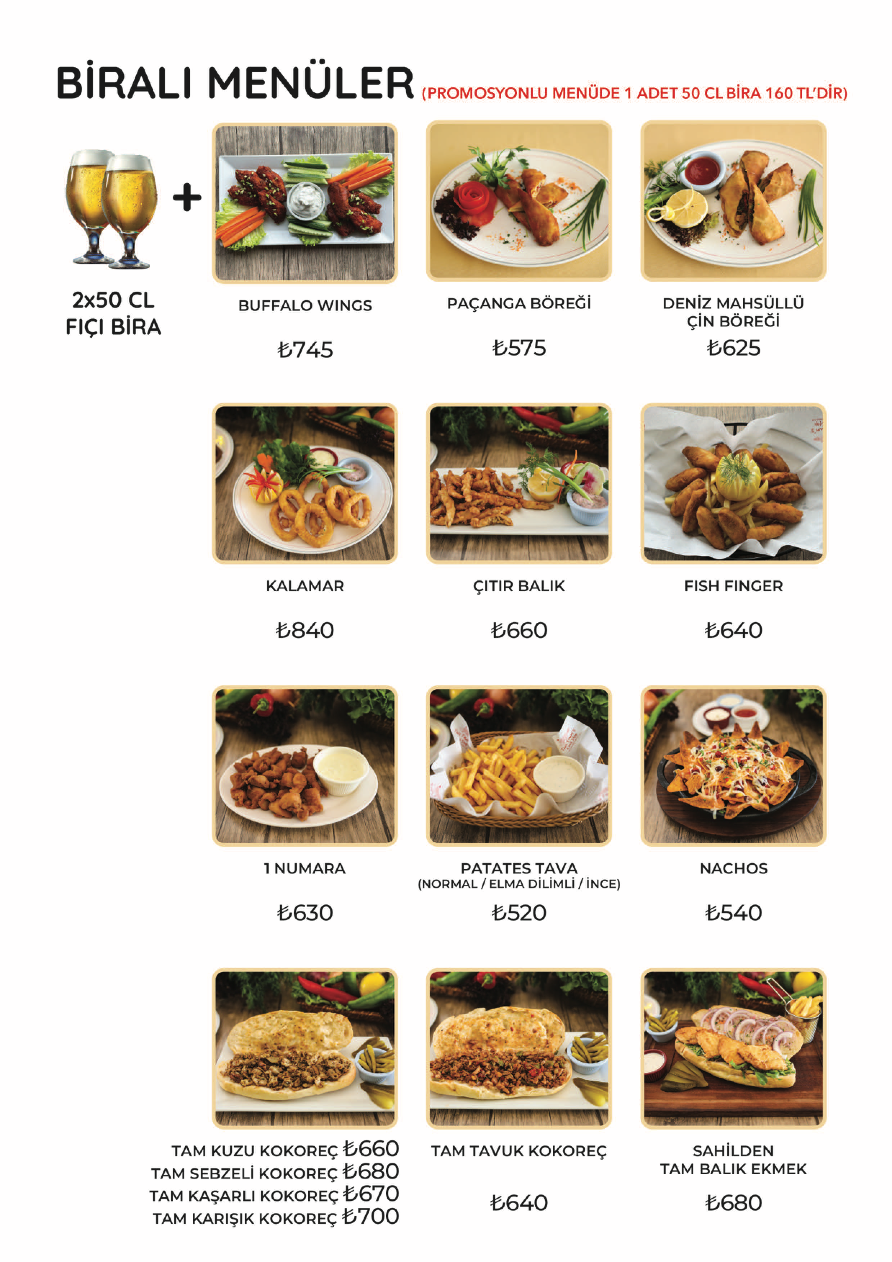 BİRALI MENÜLER (PROMOSYONLU MENÜDE 1 ADET 50 CL BİRA 160 TL'DİR)
+
2x50 CL
FIÇI BİRA
BUFFALO WINGS
₺745
PAÇANGA BÖREĞİ
₺575
DENİZ MAHSÜLLÜ
ÇİN BÖREĞİ
₺625
KALAMAR
₺840
ÇITIR BALIK
₺660
FISH FINGER
₺640
1 NUMARA
₺630
PATATES TAVA
(NORMAL / ELMA DİLİMLİ / İNCE)
₺520
NACHOS
₺540
TAM KUZU KOKOREÇ ₺660
TAM SEBZELİ KOKOREÇ ₺680
TAM KAŞARLI KOKOREÇ ₺670
TAM KARIŞIK KOKOREÇ ₺700
TAM TAVUK KOKOREÇ
₺640
SAHİLDEN
TAM BALIK EKMEK
₺680